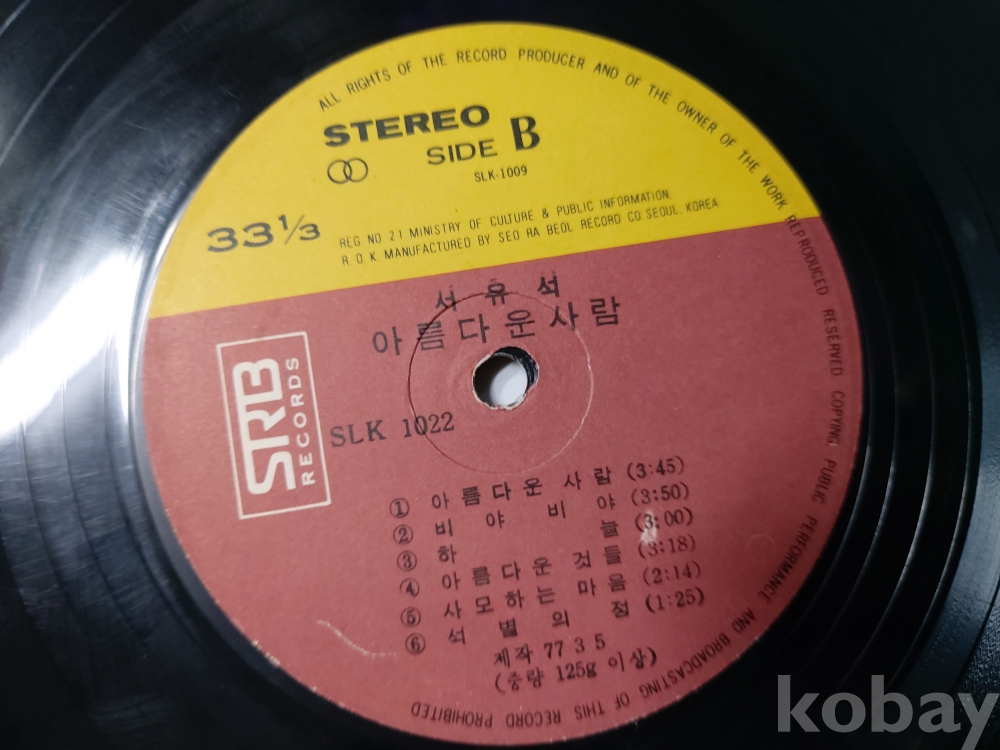 ALL RIGHTS OF THE RECORD PRODUCER AND OF THE OWNER OF THE WORK REPRODUCED RESERVED. COPYING, PUBLIC PERFORMANCE AND BROADCASTING OF THIS RECORD PROHIBITED
STEREO
SIDE B
SLK-1009
33 1/3
REG. NO 21 MINISTRY OF CULTURE & PUBLIC INFORMATION.
R.O.K. MANUFACTURED BY SEO RA BEOL RECORD CO SEOUL, KOREA
서 유 석
아름다운사람
SRB
RECORDS
SLK 1022
① 아름다운 사람 (3:45)
② 비 야 비 야 (3:50)
③ 하 늘 (3:00)
④ 아름다운 것들 (3:18)
⑤ 사모하는 마음 (2:14)
⑥ 석 별 의 정 (1:25)
제작 77 3 5
(중량 125g 이상)
kobay